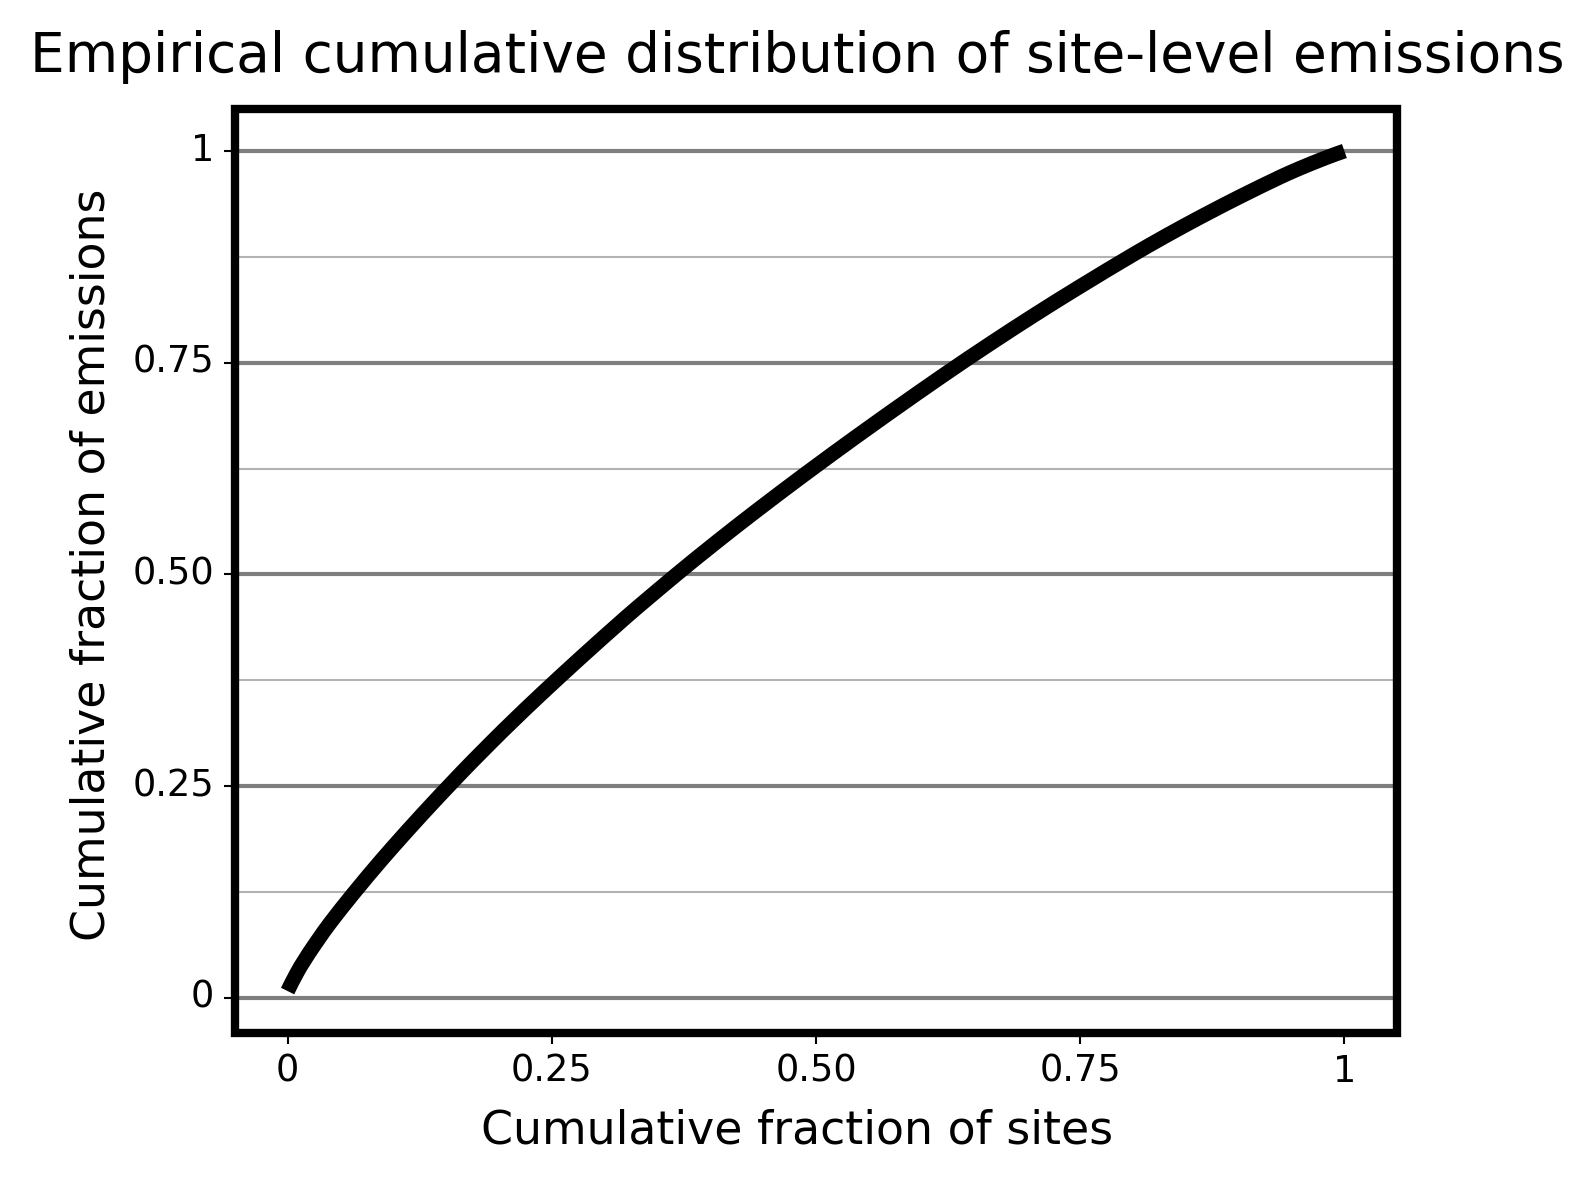 Empirical cumulative distribution of site-level emissions
Cumulative fraction of emissions
1
0.75
0.50
0.25
0
0 0.25 0.50 0.75 1
Cumulative fraction of sites